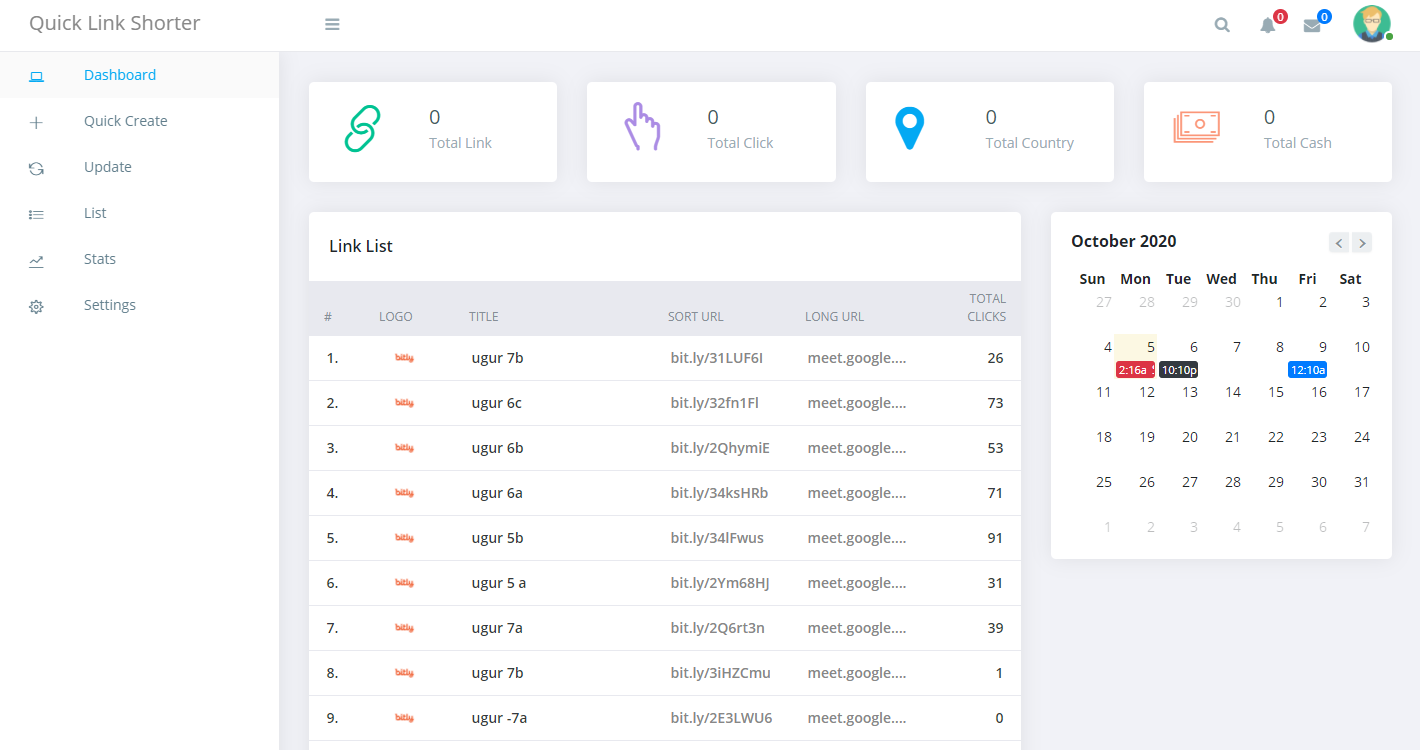 Quick Link Shorter
0
0
Dashboard
Quick Create
Update
List
Stats
Settings
0
Total Link
0
Total Click
0
Total Country
0
Total Cash
Link List
# LOGO TITLE SORT URL LONG URL TOTAL CLICKS
1. bitly ugur 7b bit.ly/31LUF6I meet.google.... 26
2. bitly ugur 6c bit.ly/32fn1Fl meet.google.... 73
3. bitly ugur 6b bit.ly/2QhymiE meet.google.... 53
4. bitly ugur 6a bit.ly/34ksHRb meet.google.... 71
5. bitly ugur 5b bit.ly/34lFwus meet.google.... 91
6. bitly ugur 5 a bit.ly/2Ym68HJ meet.google.... 31
7. bitly ugur 7a bit.ly/2Q6rt3n meet.google.... 39
8. bitly ugur 7b bit.ly/3iHZCmu meet.google.... 1
9. bitly ugur -7a bit.ly/2E3LWU6 meet.google.... 0
October 2020
Sun Mon Tue Wed Thu Fri Sat
27 28 29 30 1 2 3
4 5 6 7 8 9 10
2:16a 10:10p 12:10a
11 12 13 14 15 16 17
18 19 20 21 22 23 24
25 26 27 28 29 30 31
1 2 3 4 5 6 7